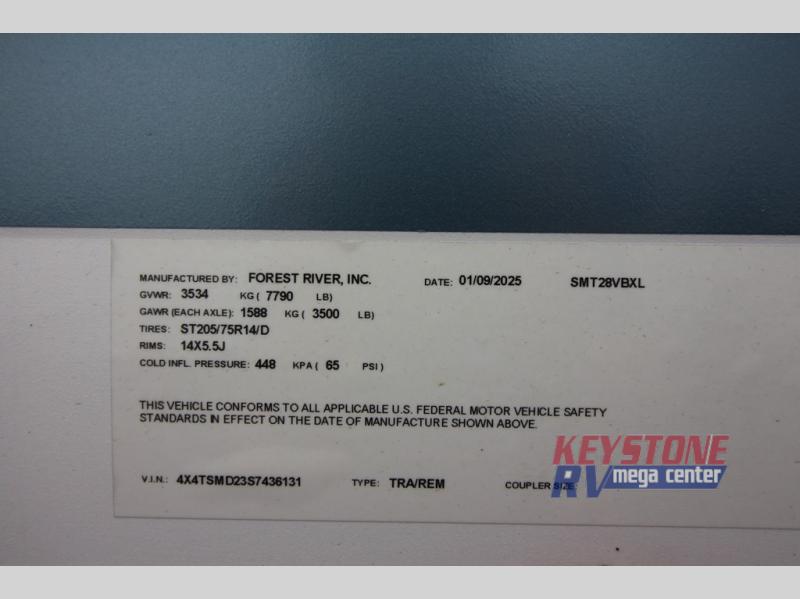 MANUFACTURED BY: FOREST RIVER, INC. DATE: 01/09/2025 SMT28VBXL
GVWR: 3534 KG ( 7790 LB)
GAWR (EACH AXLE): 1588 KG ( 3500 LB)
TIRES: ST205/75R14/D
RIMS: 14X5.5J
COLD INFL. PRESSURE: 448 KPA ( 65 PSI )
THIS VEHICLE CONFORMS TO ALL APPLICABLE U.S. FEDERAL MOTOR VEHICLE SAFETY
STANDARDS IN EFFECT ON THE DATE OF MANUFACTURE SHOWN ABOVE.
V.I.N.: 4X4TSMD23S7436131 TYPE: TRA/REM COUPLER SIZE:
KEYSTONE
RV mega center